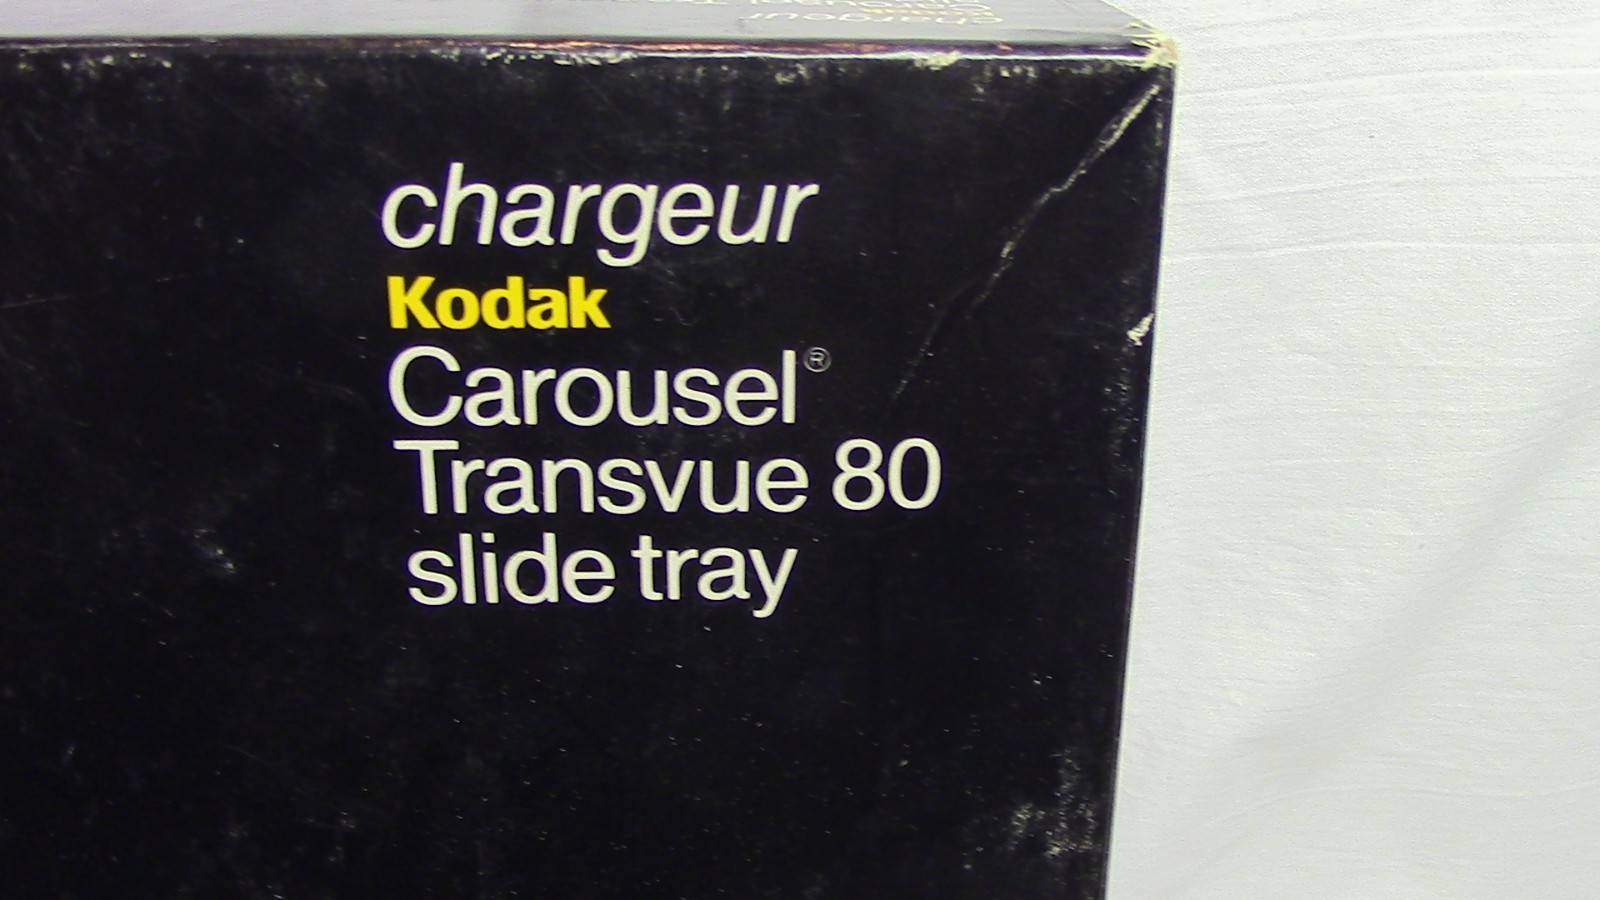 chargeur
Kodak
Carousel®
Transvue 80
slide tray